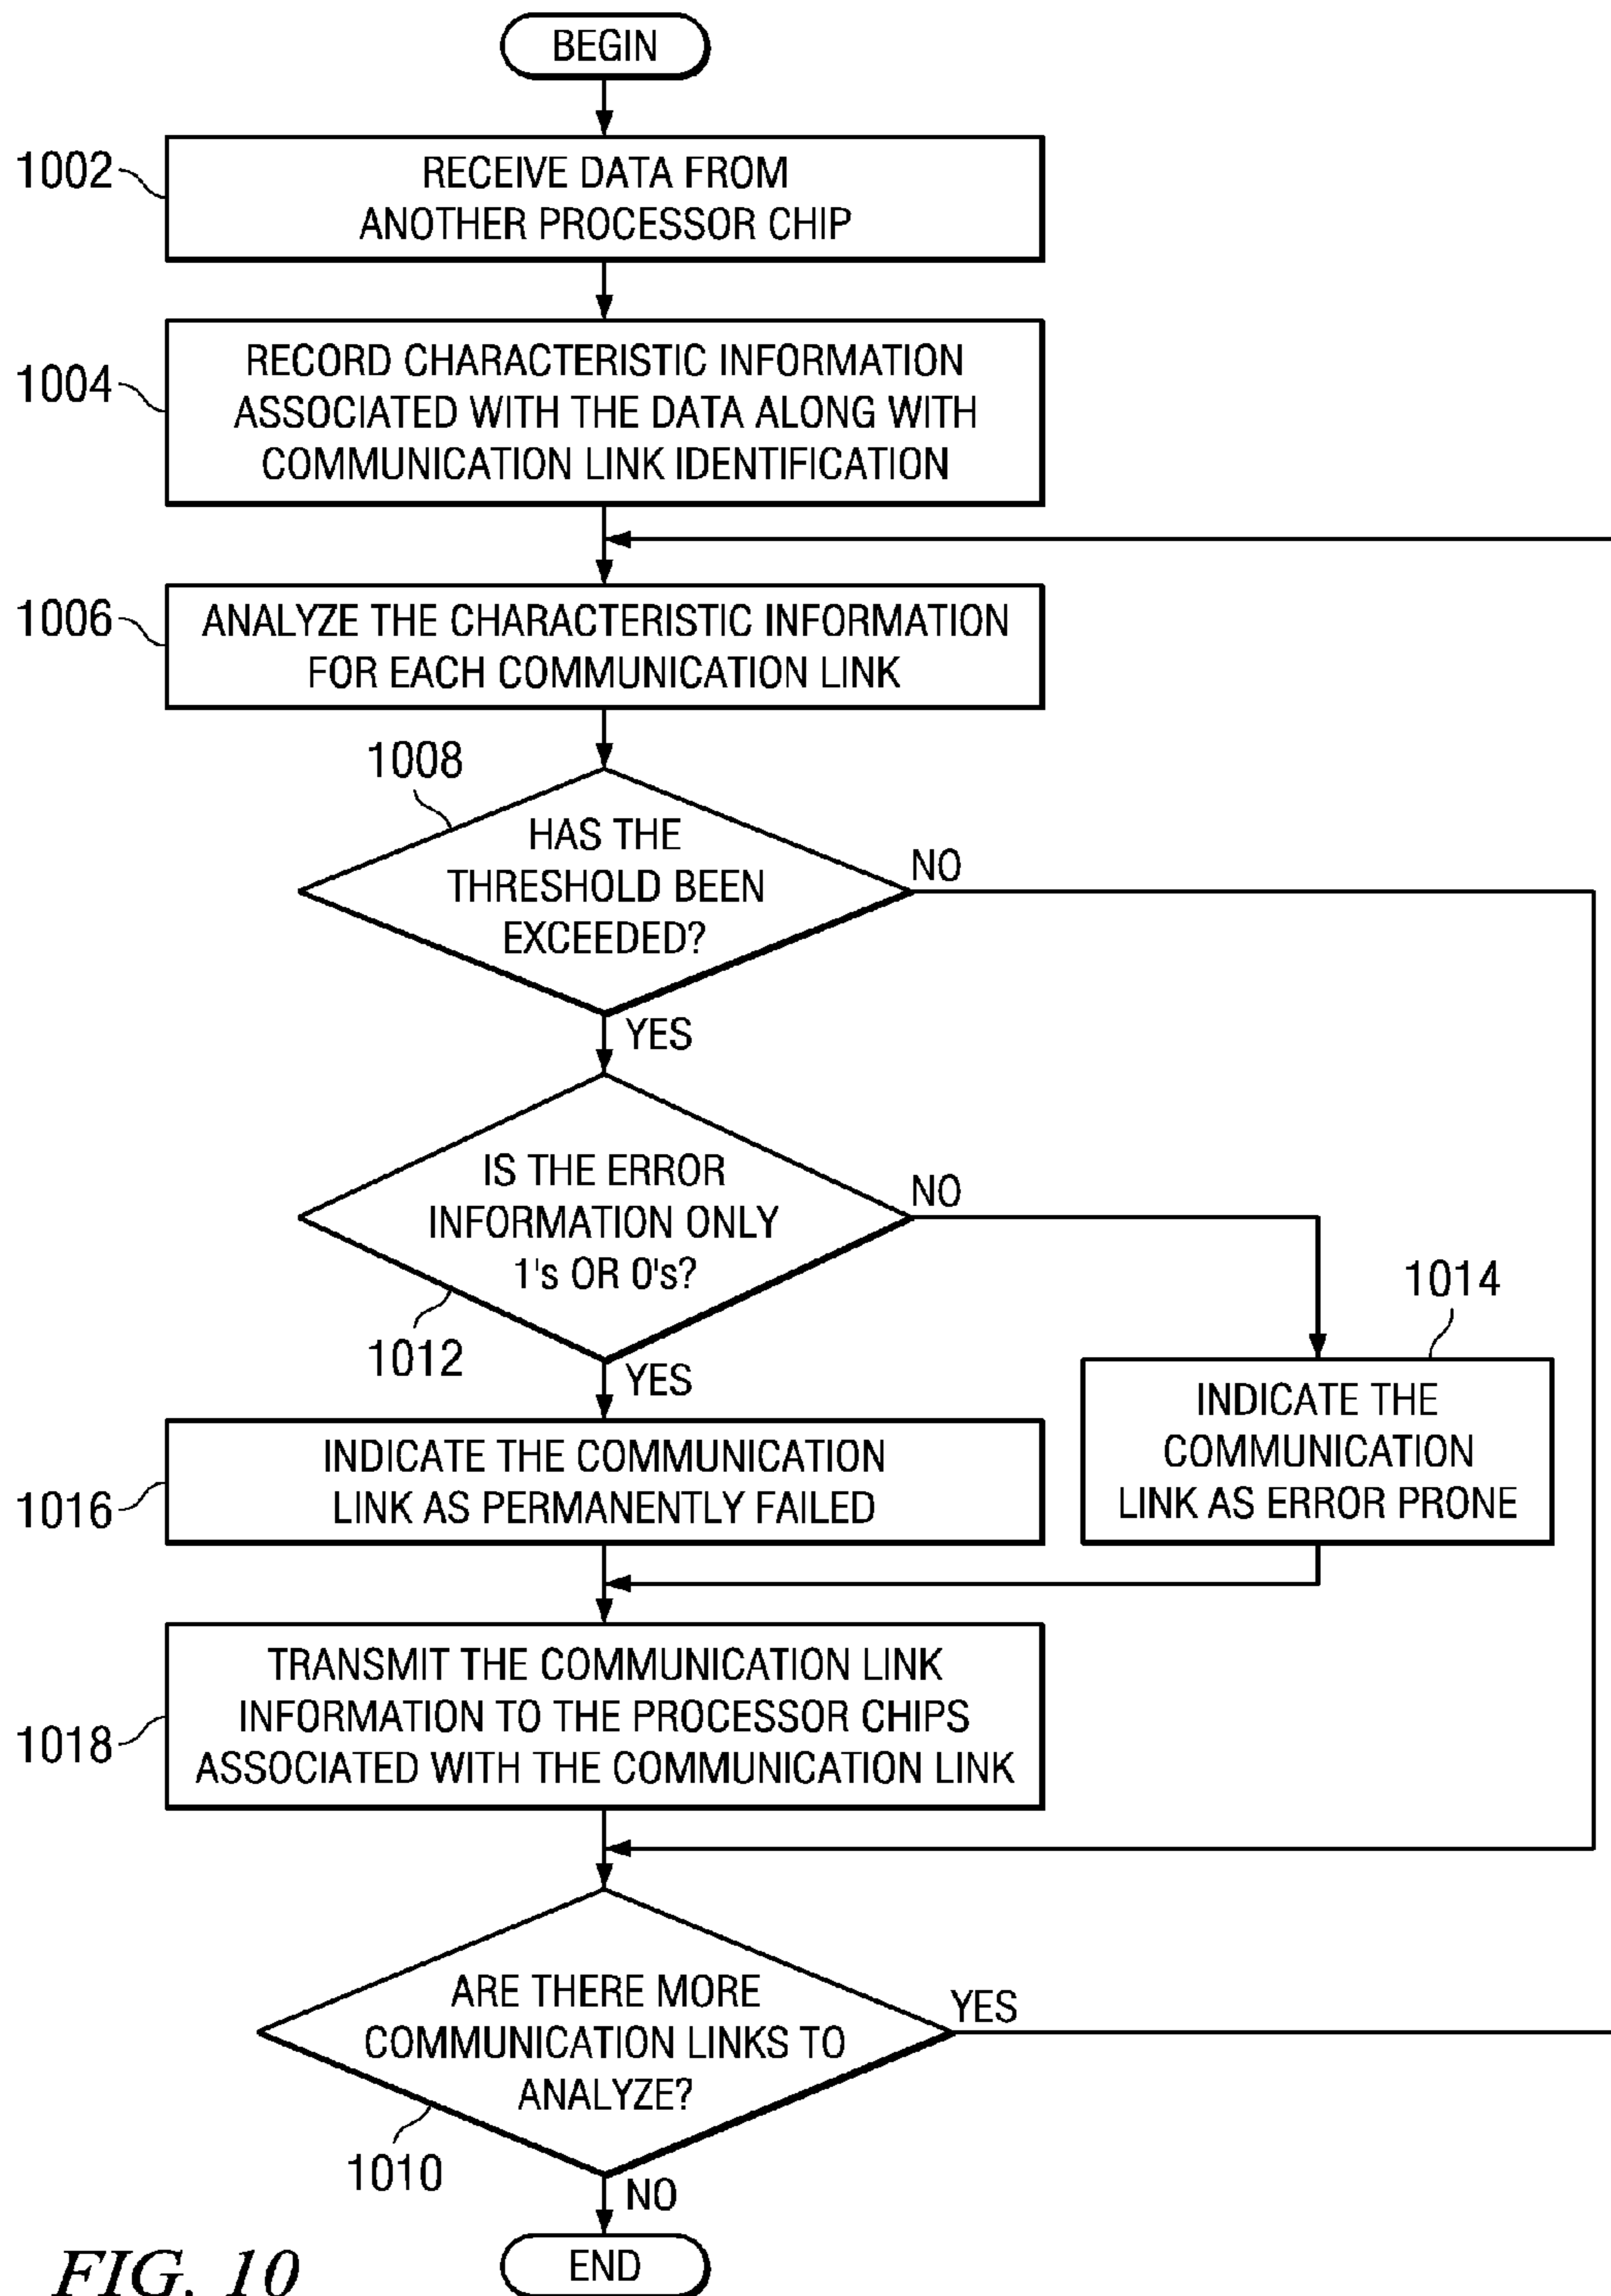 BEGIN
1002
RECEIVE DATA FROM
ANOTHER PROCESSOR CHIP
1004
RECORD CHARACTERISTIC INFORMATION
ASSOCIATED WITH THE DATA ALONG WITH
COMMUNICATION LINK IDENTIFICATION
1006
ANALYZE THE CHARACTERISTIC INFORMATION
FOR EACH COMMUNICATION LINK
1008
HAS THE
THRESHOLD BEEN
EXCEEDED?
NO
YES
IS THE ERROR
INFORMATION ONLY
1's OR 0's?
NO
1012
YES
1014
INDICATE THE
COMMUNICATION
LINK AS ERROR PRONE
1016
INDICATE THE COMMUNICATION
LINK AS PERMANENTLY FAILED
1018
TRANSMIT THE COMMUNICATION LINK
INFORMATION TO THE PROCESSOR CHIPS
ASSOCIATED WITH THE COMMUNICATION LINK
ARE THERE MORE
COMMUNICATION LINKS TO
ANALYZE?
YES
1010
NO
END
FIG. 10